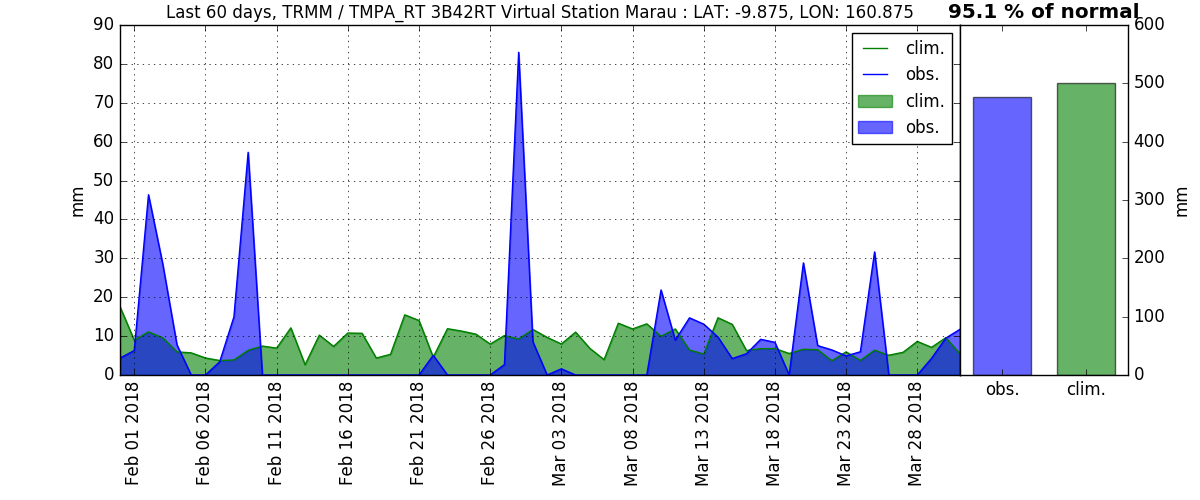 Last 60 days, TRMM / TMPA_RT 3B42RT Virtual Station Marau : LAT: -9.875, LON: 160.875
95.1 % of normal
90
80
70
60
50
40
30
20
10
0
mm
clim.
obs.
clim.
obs.
600
500
400
300
200
100
0
mm
obs.
clim.
Feb 01 2018
Feb 06 2018
Feb 11 2018
Feb 16 2018
Feb 21 2018
Feb 26 2018
Mar 03 2018
Mar 08 2018
Mar 13 2018
Mar 18 2018
Mar 23 2018
Mar 28 2018